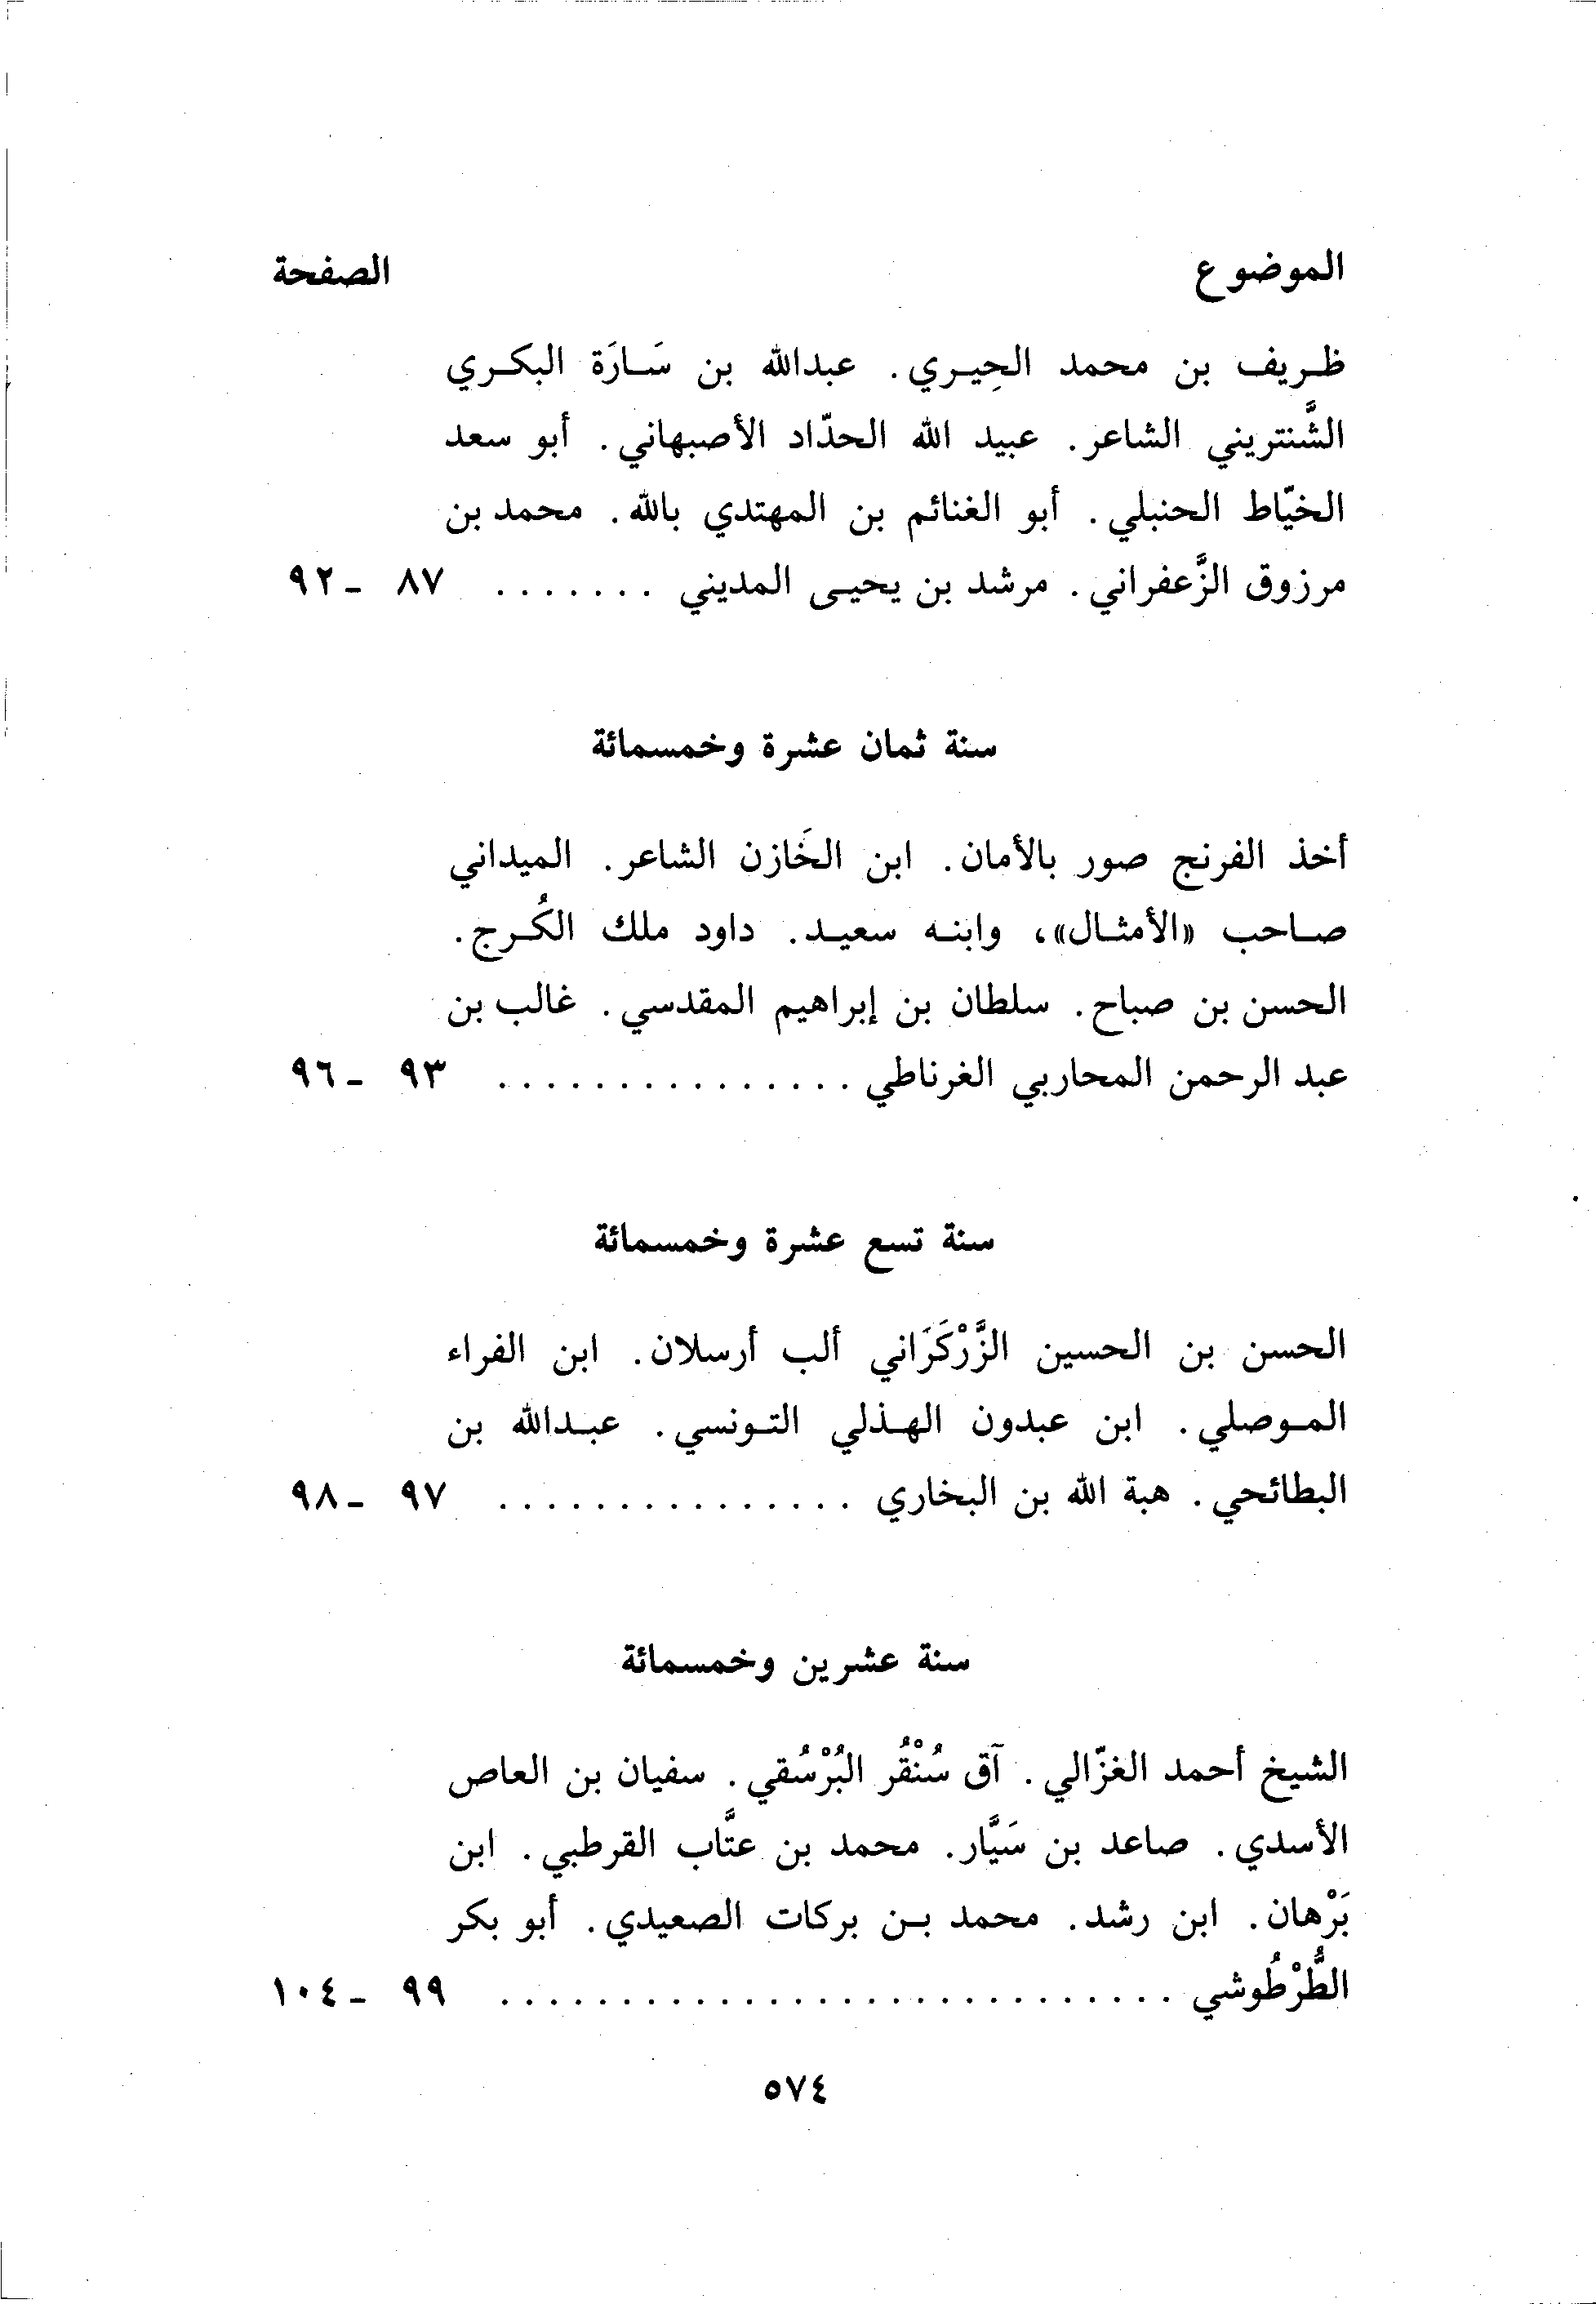 الموضوع الصفحة
ظريف بن محمد الحِيري. عبدالله بن سَارَة البكري
الشَّنتريني الشاعر. عبيد الله الحدّاد الأصبهاني. أبو سعد
الخيّاط الحنبلي. أبو الغنائم بن المهتدي بالله. محمد بن
مرزوق الزَّعفراني. مرشد بن يحيى المديني ....... ٨٧ - ٩٢
سنة ثمان عشرة وخمسمائة
أخذ الفرنج صور بالأمان. ابن الخَازن الشاعر. الميداني
صاحب «الأمثال»، وابنه سعيد. داود ملك الكُرج.
الحسن بن صباح. سلطان بن إبراهيم المقدسي. غالب بن
عبد الرحمن المحاربي الغرناطي ............... ٩٣ - ٩٦
سنة تسع عشرة وخمسمائة
الحسن بن الحسين الزَّرْكَرَاني ألب أرسلان. ابن الفراء
الموصلي. ابن عبدون الهذلي التونسي. عبدالله بن
البطائحي. هبة الله بن البخاري ............... ٩٧ - ٩٨
سنة عشرين وخمسمائة
الشيخ أحمد الغزّالي. آق سُنْقُر البُرْسُقي. سفيان بن العاص
الأسدي. صاعد بن سَيَّار. محمد بن عتَّاب القرطبي. ابن
بَرْهان. ابن رشد. محمد بن بركات الصعيدي. أبو بكر
الطُّرْطُوشي ............................ ٩٩ - ١٠٤
٥٧٤